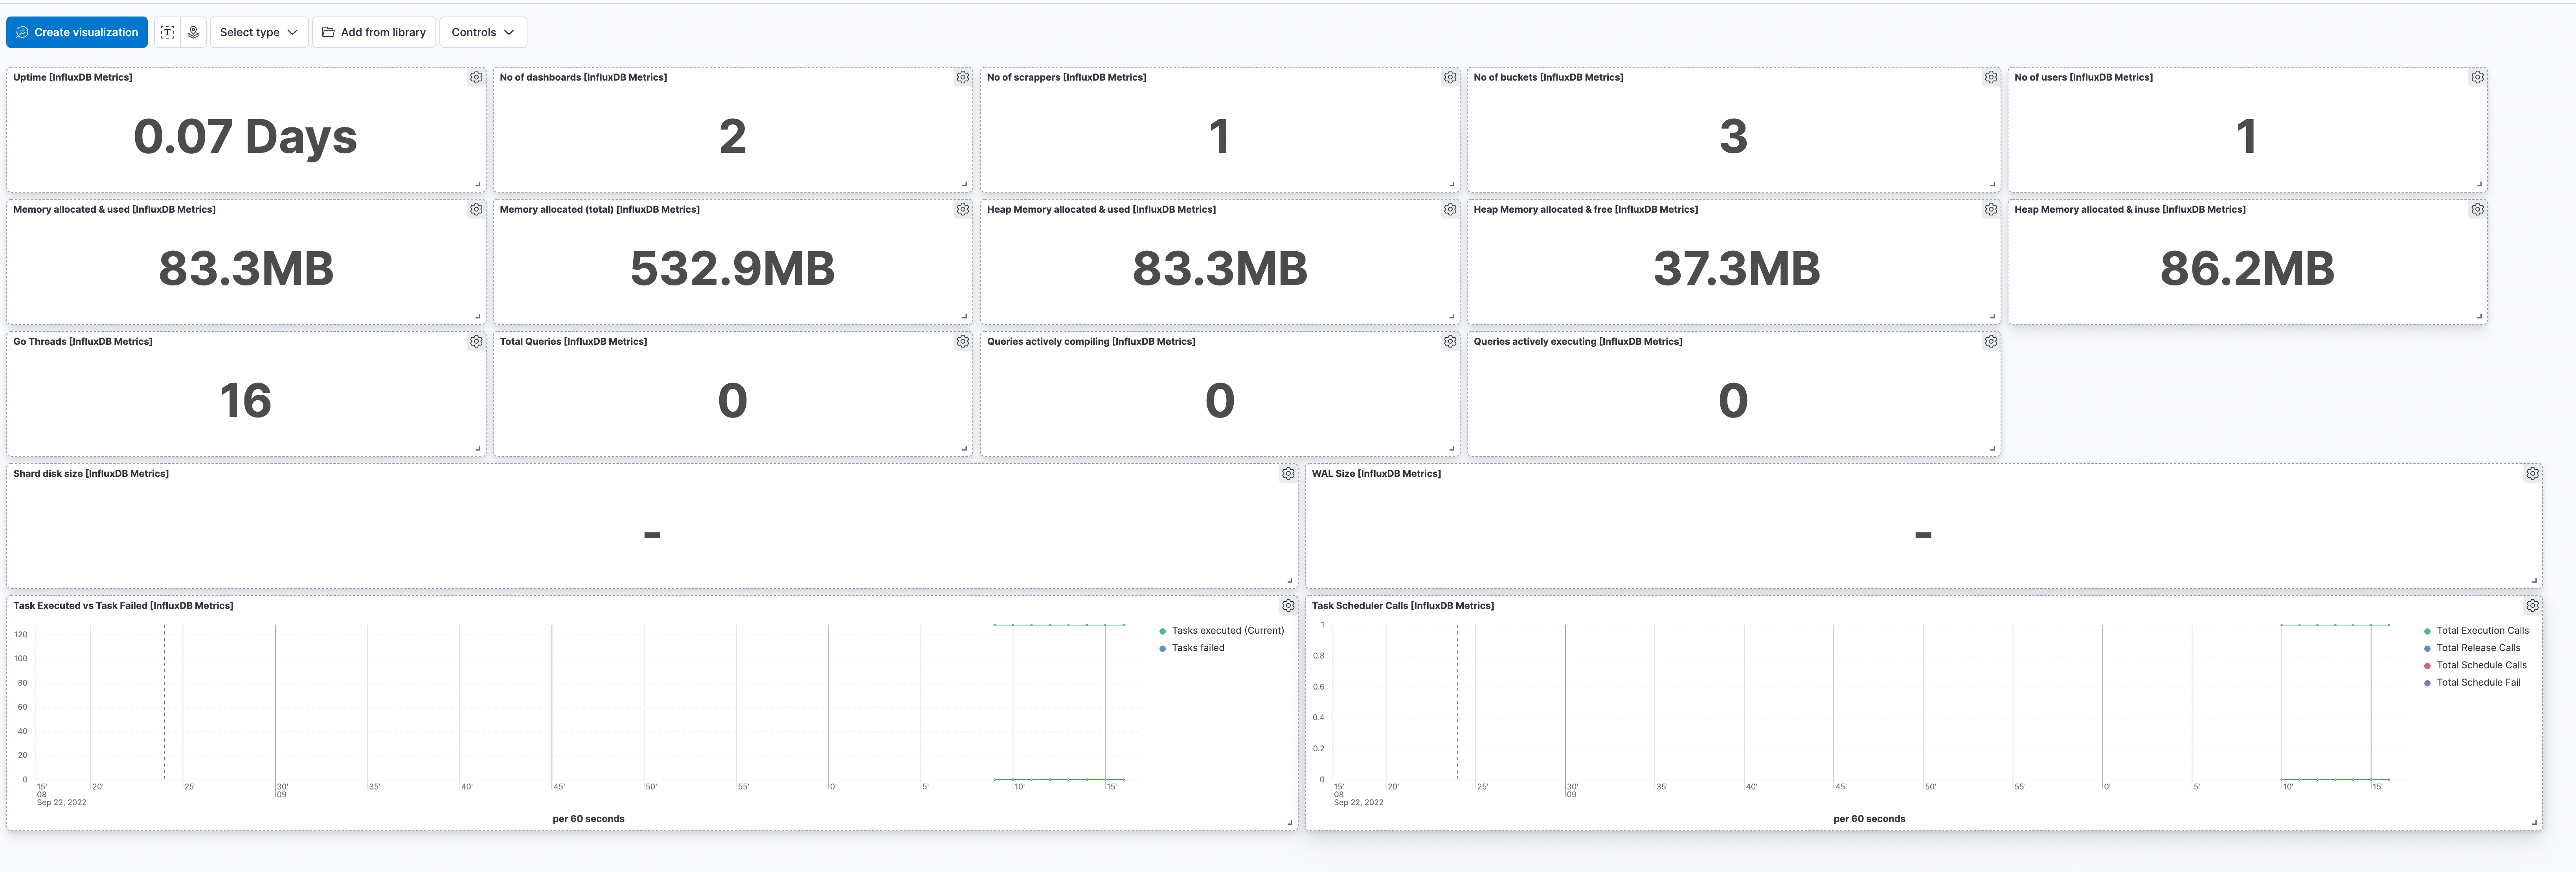 Create visualization
Select type
Add from library
Controls
Uptime [InfluxDB Metrics]
0.07 Days
No of dashboards [InfluxDB Metrics]
2
No of scrappers [InfluxDB Metrics]
1
No of buckets [InfluxDB Metrics]
3
No of users [InfluxDB Metrics]
1
Memory allocated & used [InfluxDB Metrics]
83.3MB
Memory allocated (total) [InfluxDB Metrics]
532.9MB
Heap Memory allocated & used [InfluxDB Metrics]
83.3MB
Heap Memory allocated & free [InfluxDB Metrics]
37.3MB
Heap Memory allocated & inuse [InfluxDB Metrics]
86.2MB
Go Threads [InfluxDB Metrics]
16
Total Queries [InfluxDB Metrics]
0
Queries actively compiling [InfluxDB Metrics]
0
Queries actively executing [InfluxDB Metrics]
0
Shard disk size [InfluxDB Metrics]
-
WAL Size [InfluxDB Metrics]
-
Task Executed vs Task Failed [InfluxDB Metrics]
120
100
80
60
40
20
0
15' 20' 25' 30' 35' 40' 45' 50' 55' 0' 5' 10' 15'
08 09
Sep 22, 2022
per 60 seconds
Tasks executed (Current)
Tasks failed
Task Scheduler Calls [InfluxDB Metrics]
1
0.8
0.6
0.4
0.2
0
15' 20' 25' 30' 35' 40' 45' 50' 55' 0' 5' 10' 15'
08 09
Sep 22, 2022
per 60 seconds
Total Execution Calls
Total Release Calls
Total Schedule Calls
Total Schedule Fail